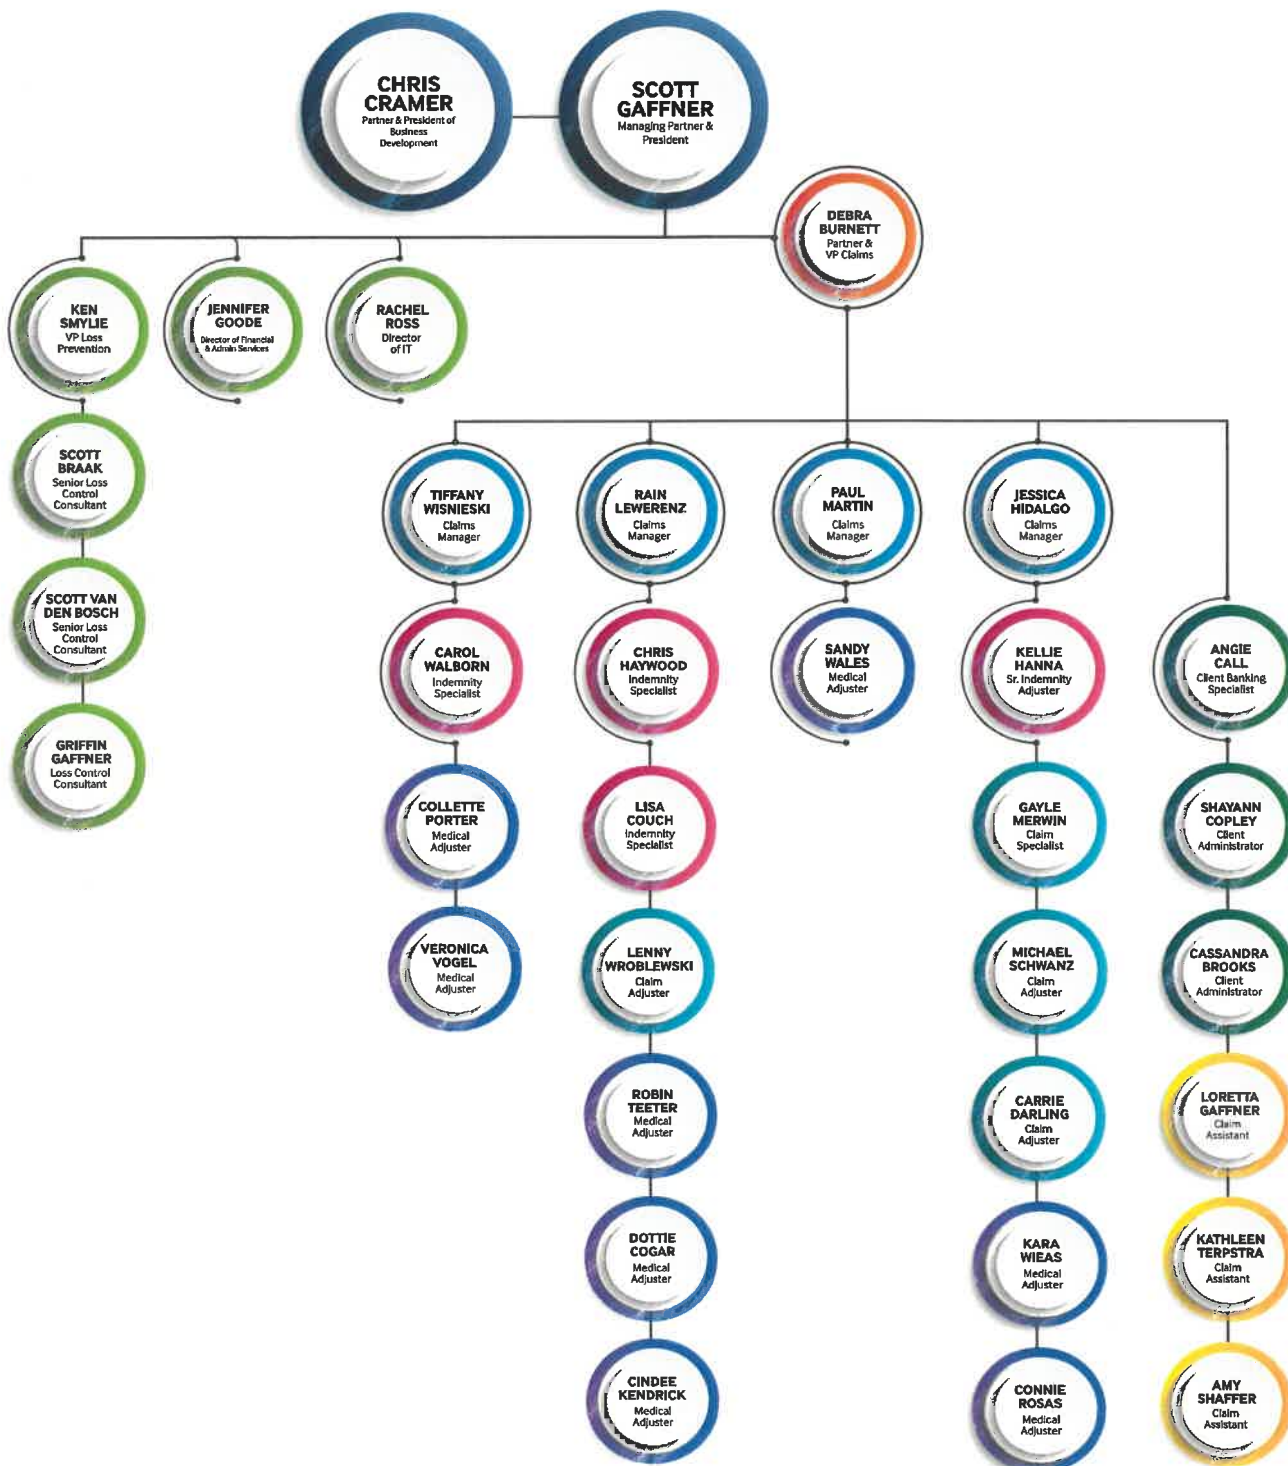 CHRIS
CRAMER
Partner & President of
Business
Development
SCOTT
GAFFNER
Managing Partner &
President
DEBRA
BURNETT
Partner &
VP Claims
KEN
SMYLIE
VP Loss
Prevention
JENNIFER
GOODE
Director of Financial
& Admin Services
RACHEL
ROSS
Director
of IT
SCOTT
BRAAK
Senior Loss
Control
Consultant
SCOTT VAN
DEN BOSCH
Senior Loss
Control
Consultant
GRIFFIN
GAFFNER
Loss Control
Consultant
TIFFANY
WISNIESKI
Claims
Manager
CAROL
WALBORN
Indemnity
Specialist
COLLETTE
PORTER
Medical
Adjuster
VERONICA
VOGEL
Medical
Adjuster
RAIN
LEWERENZ
Claims
Manager
CHRIS
HAYWOOD
Indemnity
Specialist
LISA
COUCH
Indemnity
Specialist
LENNY
WROBLEWSKI
Claim
Adjuster
ROBIN
TEETER
Medical
Adjuster
DOTTIE
COGAR
Medical
Adjuster
CINDEE
KENDRICK
Medical
Adjuster
PAUL
MARTIN
Claims
Manager
SANDY
WALES
Medical
Adjuster
JESSICA
HIDALGO
Claims
Manager
KELLIE
HANNA
Sr. Indemnity
Adjuster
GAYLE
MERWIN
Claim
Specialist
MICHAEL
SCHWANZ
Claim
Adjuster
CARRIE
DARLING
Claim
Adjuster
KARA
WIEAS
Medical
Adjuster
CONNIE
ROSAS
Medical
Adjuster
ANGIE
CALL
Client Banking
Specialist
SHAYANN
COPLEY
Client
Administrator
CASSANDRA
BROOKS
Client
Administrator
LORETTA
GAFFNER
Claim
Assistant
KATHLEEN
TERPSTRA
Claim
Assistant
AMY
SHAFFER
Claim
Assistant